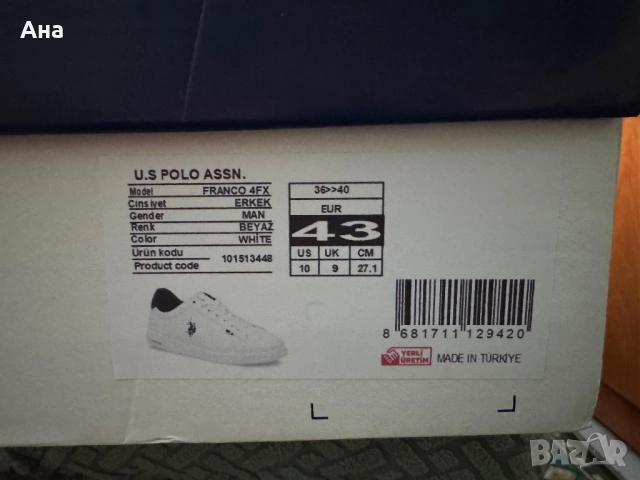 Ана
U.S POLO ASSN.
Model FRANCO 4FX
Cinsiyet ERKEK
Gender MAN
Renk BEYAZ
Color WHİTE
Ürün kodu
Product code 101513448
36>>40
EUR
43
US UK CM
10 9 27.1
8 681711 129420
YERLİ
ÜRETİM
MADE IN TÜRKİYE
BAZAR